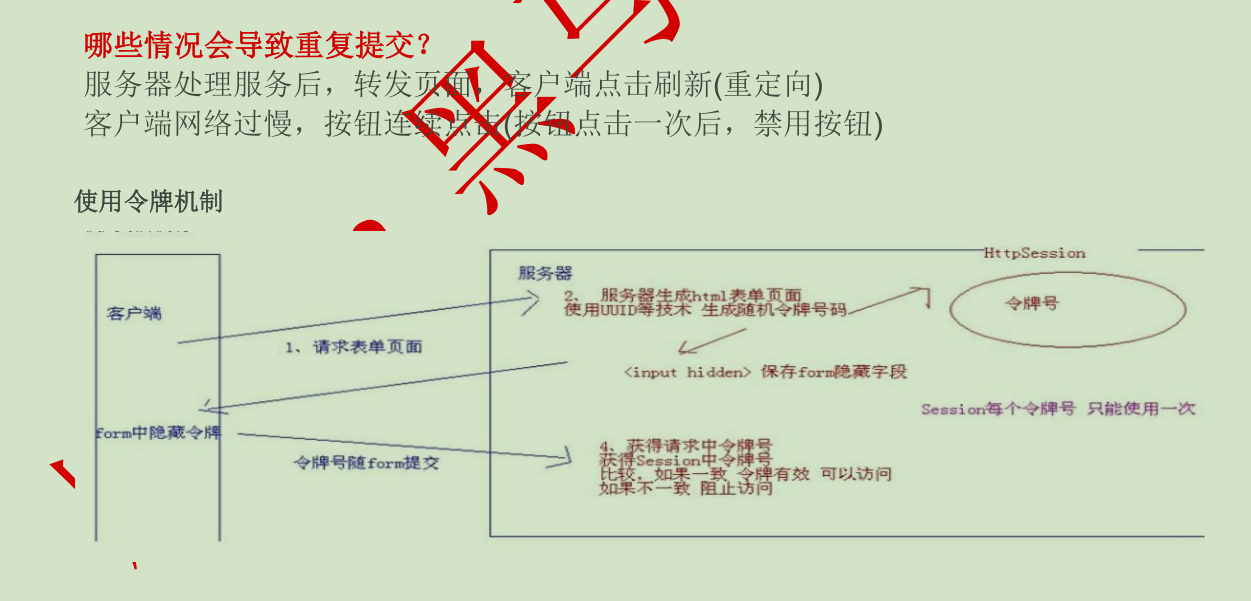 哪些情况会导致重复提交？
服务器处理服务后，转发页面，客户端点击刷新(重定向)
客户端网络过慢，按钮连续点击(按钮点击一次后，禁用按钮)
使用令牌机制
HttpSession
服务器
客户端
2、 服务器生成html表单页面
使用UUID等技术 生成随机令牌号码
令牌号
1、请求表单页面
<input hidden> 保存form隐藏字段
Session每个令牌号 只能使用一次
form中隐藏令牌
令牌号随form提交
4、获得请求中令牌号
获得Session中令牌号
比较，如果一致 令牌有效 可以访问
如果不一致 阻止访问
黑